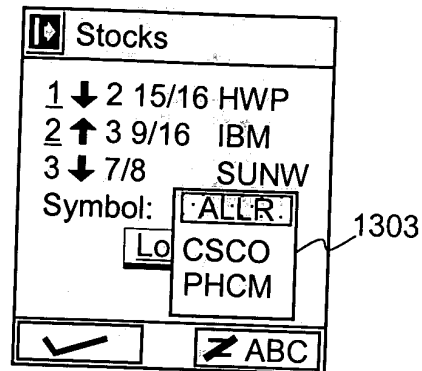 Stocks
1 ↓ 2 15/16 HWP
2 ↑ 3 9/16 IBM
3 ↓ 7/8 SUNW
Symbol: ALLR
Lo CSCO
PHCM
1303
ABC